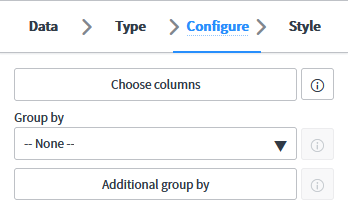 Data Type Configure Style
Choose columns
Group by
-- None --
Additional group by